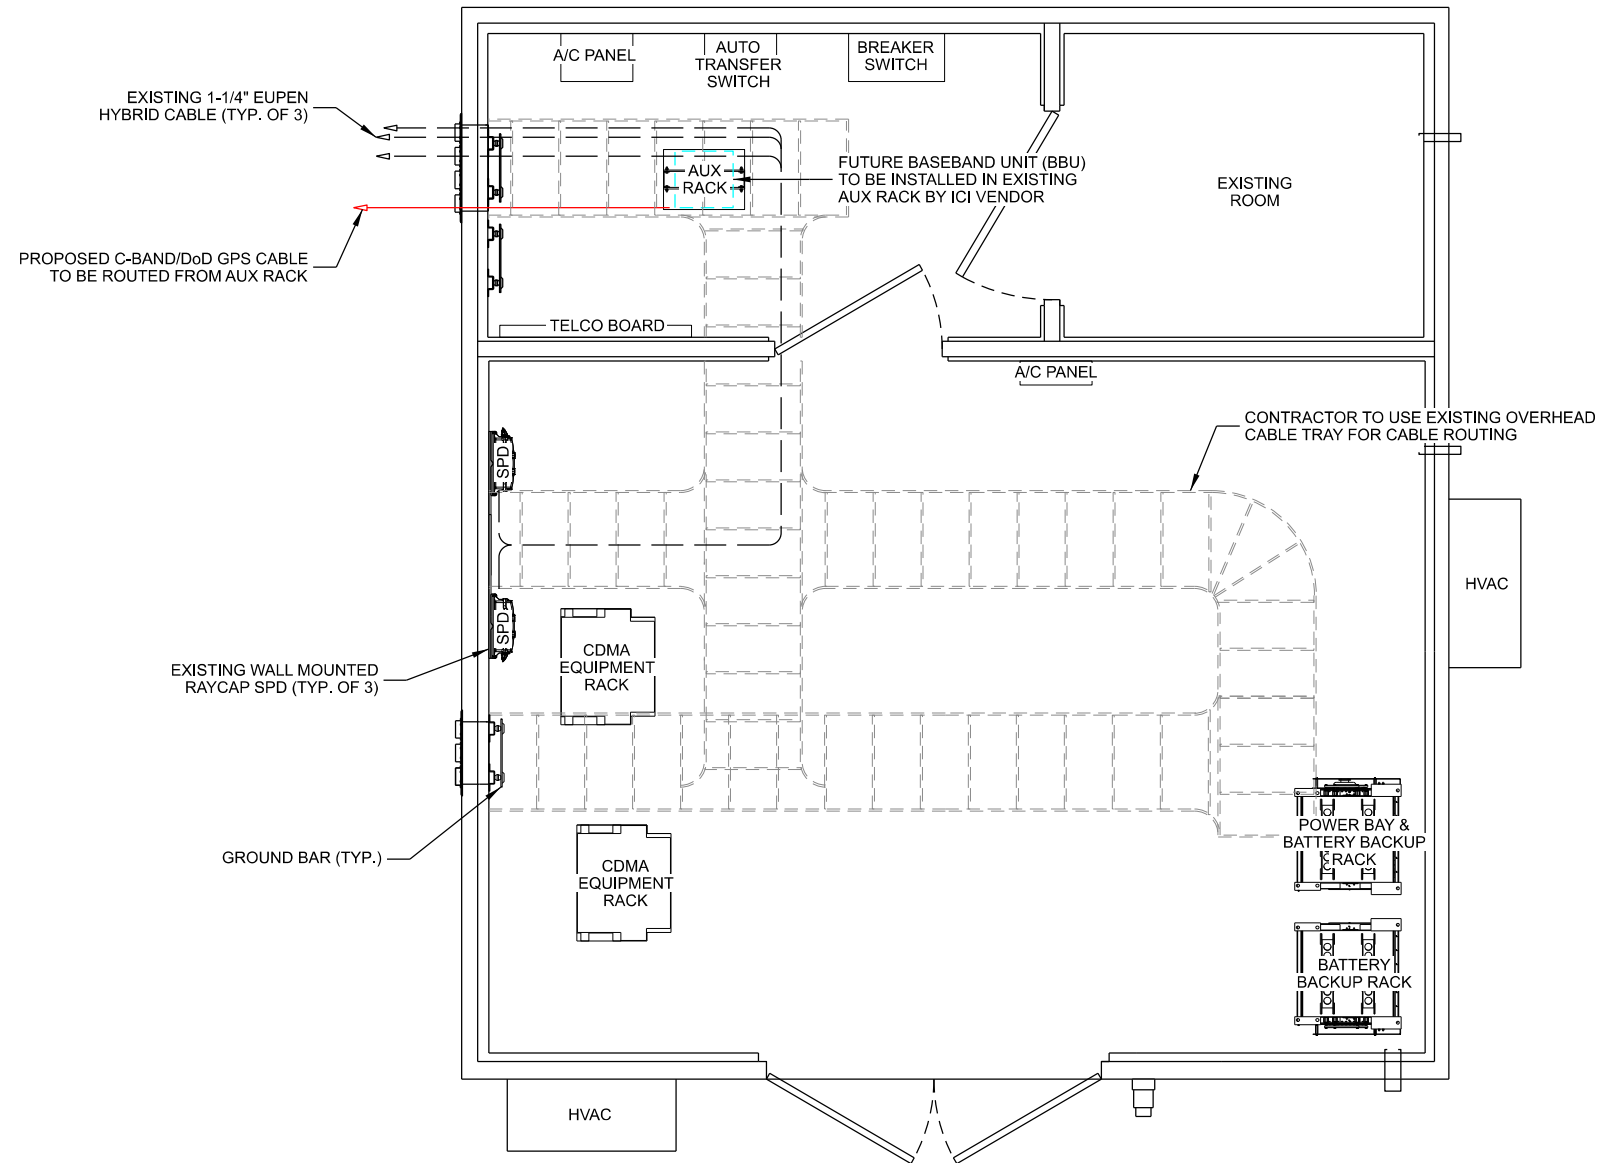 A/C PANEL
AUTO
TRANSFER
SWITCH
BREAKER
SWITCH
EXISTING 1-1/4" EUPEN
HYBRID CABLE (TYP. OF 3)
AUX
RACK
FUTURE BASEBAND UNIT (BBU)
TO BE INSTALLED IN EXISTING
AUX RACK BY ICI VENDOR
EXISTING
ROOM
PROPOSED C-BAND/DoD GPS CABLE
TO BE ROUTED FROM AUX RACK
TELCO BOARD
A/C PANEL
CONTRACTOR TO USE EXISTING OVERHEAD
CABLE TRAY FOR CABLE ROUTING
SPD
HVAC
SPD
CDMA
EQUIPMENT
RACK
EXISTING WALL MOUNTED
RAYCAP SPD (TYP. OF 3)
POWER BAY &
BATTERY BACKUP
RACK
GROUND BAR (TYP.)
CDMA
EQUIPMENT
RACK
BATTERY
BACKUP RACK
HVAC